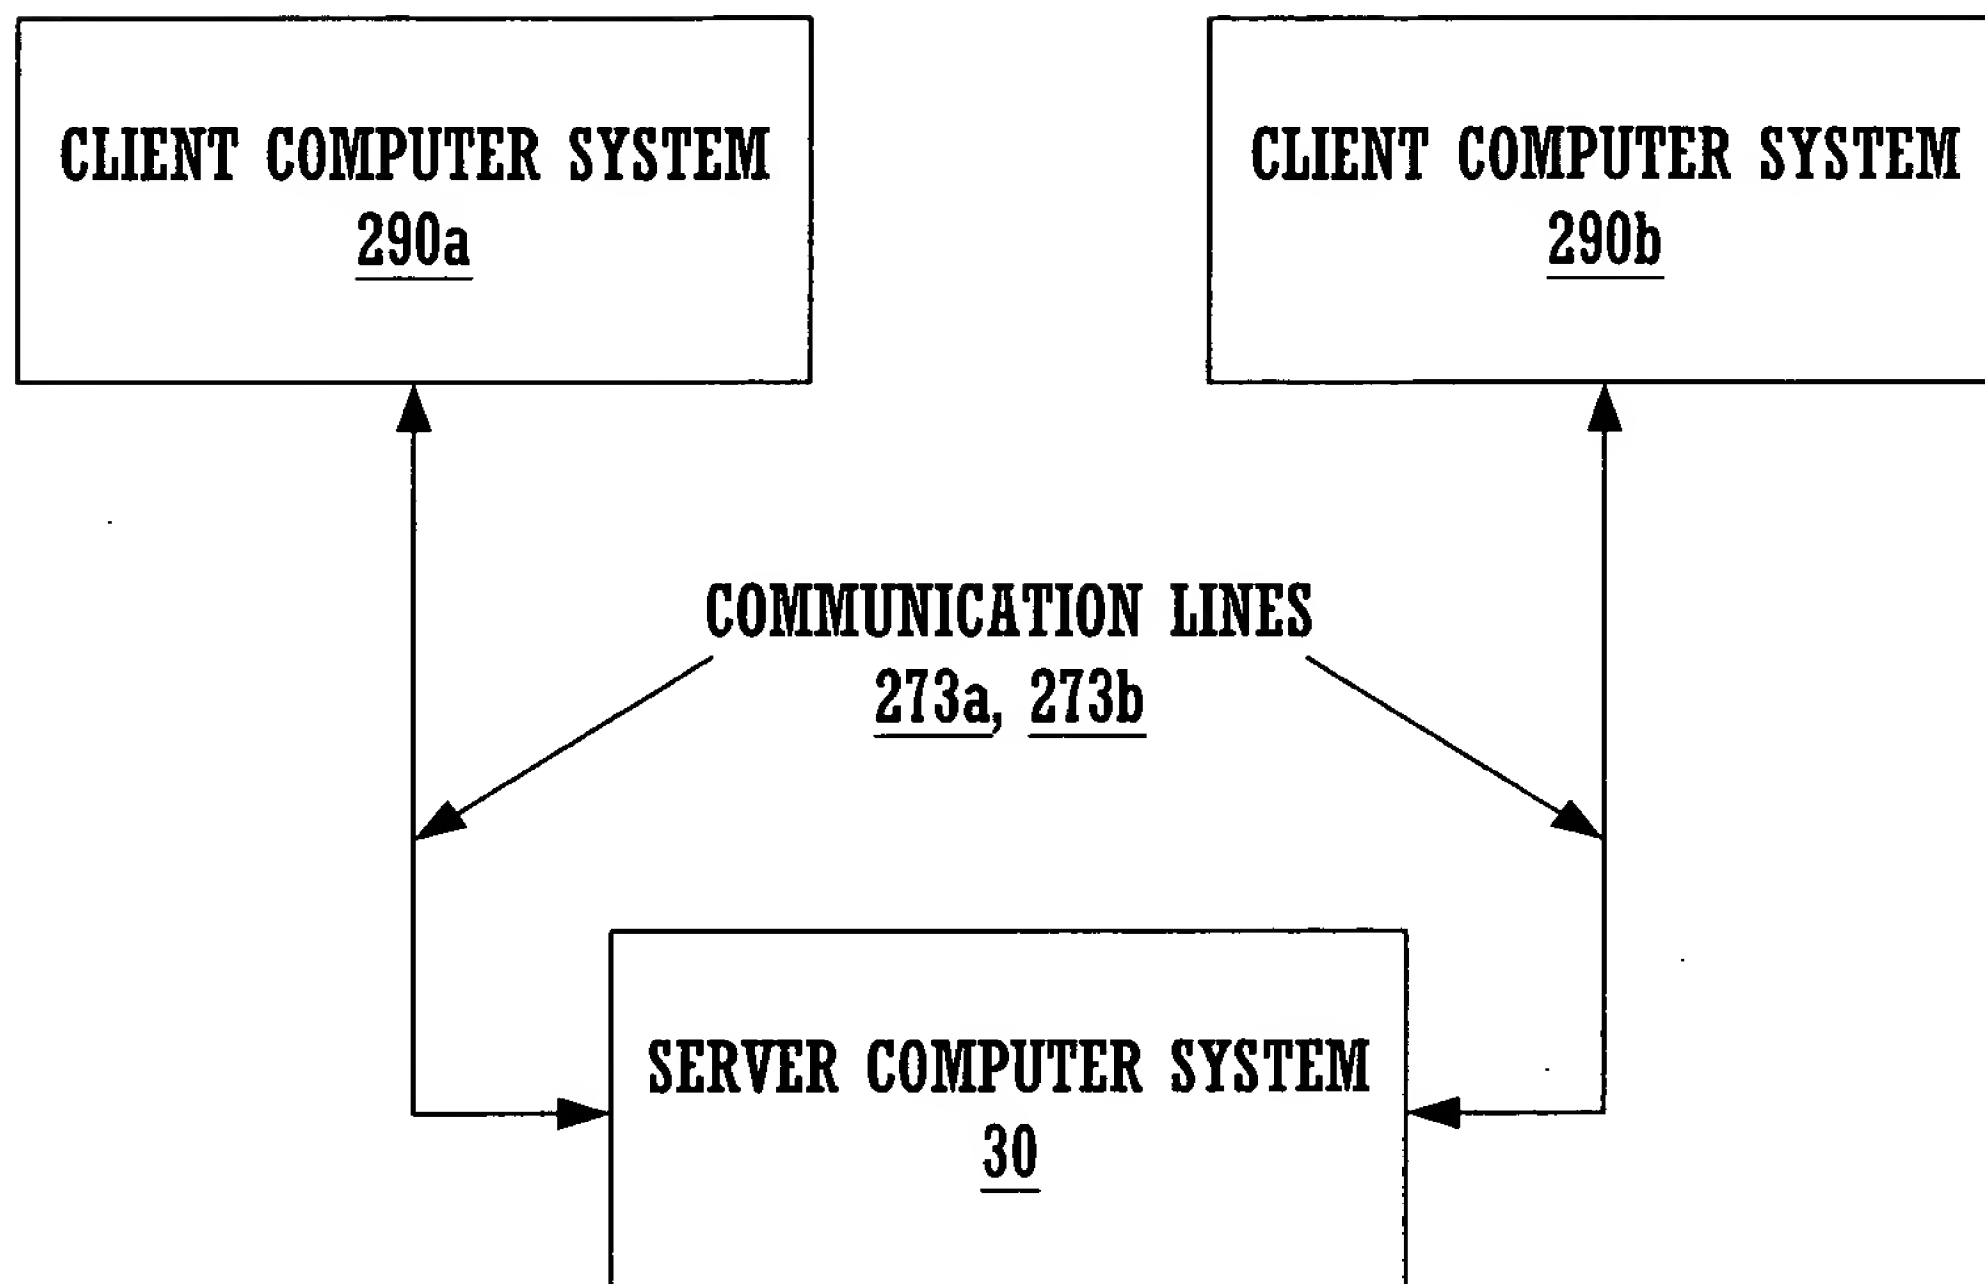 CLIENT COMPUTER SYSTEM
290a
CLIENT COMPUTER SYSTEM
290b
COMMUNICATION LINES
273a, 273b
SERVER COMPUTER SYSTEM
30